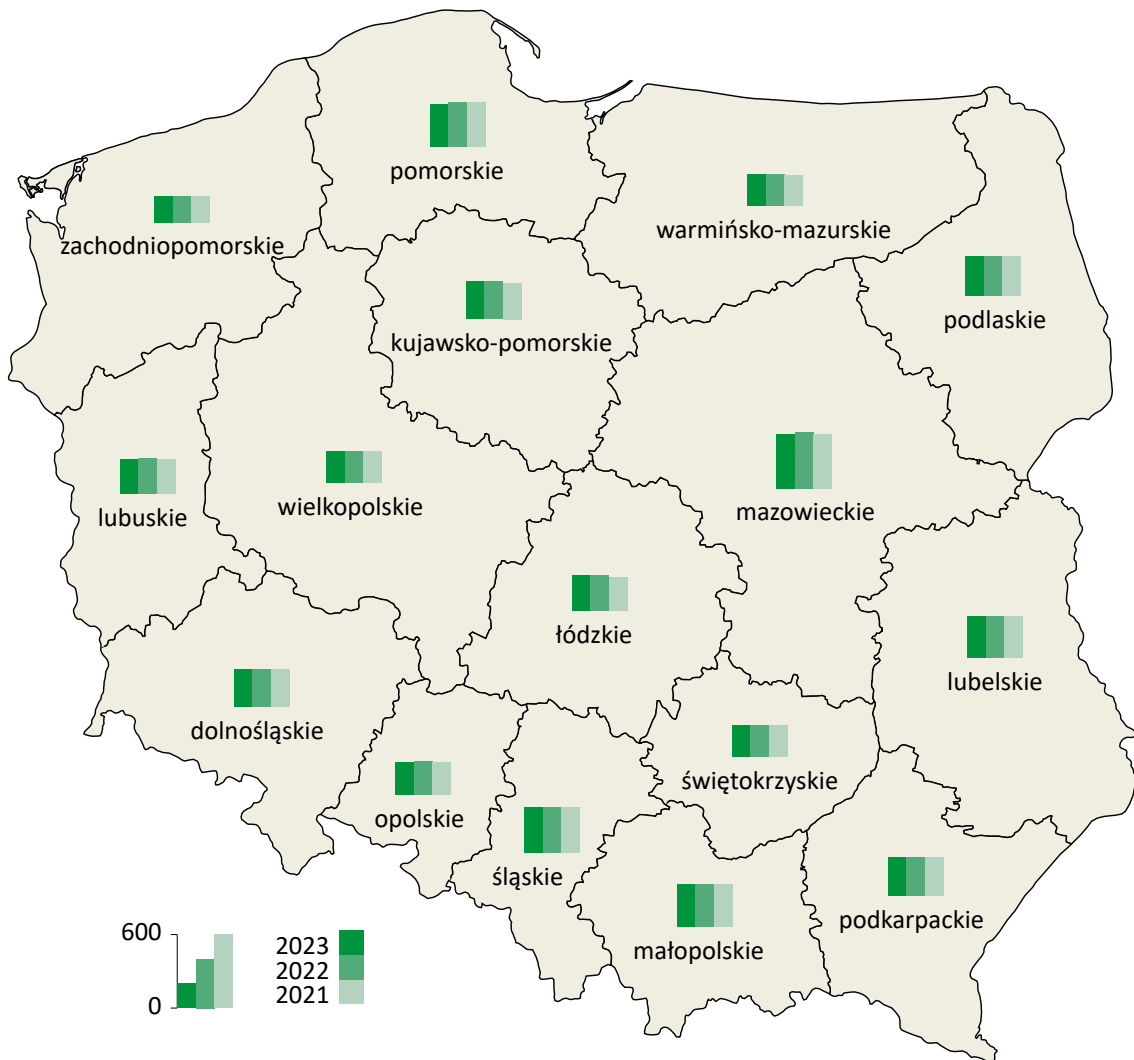 pomorskie
warmińsko-mazurskie
zachodniopomorskie
podlaskie
kujawsko-pomorskie
wielkopolskie
mazowieckie
lubuskie
łódzkie
lubelskie
dolnośląskie
świętokrzyskie
opolskie
śląskie
podkarpackie
małopolskie
600
0
2023
2022
2021